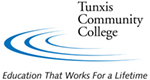 Tunxis
Community
College
Education That Works For a Lifetime